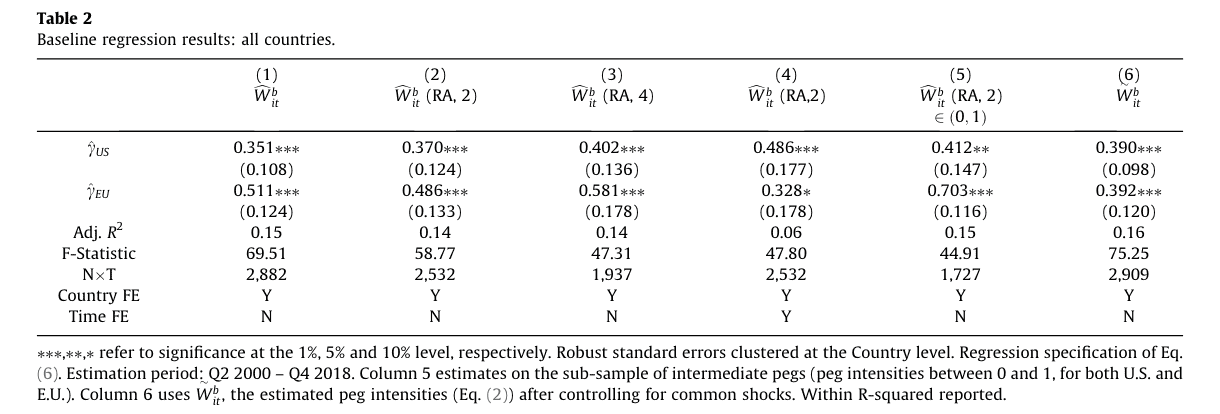 Table 2
Baseline regression results: all countries.
(1) (2) (3) (4) (5) (6)
$\widehat{W}^b_{it}$ $\widehat{W}^b_{it}$ (RA, 2) $\widehat{W}^b_{it}$ (RA, 4) $\widehat{W}^b_{it}$ (RA,2) $\widehat{W}^b_{it}$ (RA, 2) $\widetilde{W}^b_{it}$
∈ (0, 1)
$\hat{\gamma}_{US}$ 0.351∗∗∗ 0.370∗∗∗ 0.402∗∗∗ 0.486∗∗∗ 0.412∗∗ 0.390∗∗∗
(0.108) (0.124) (0.136) (0.177) (0.147) (0.098)
$\hat{\gamma}_{EU}$ 0.511∗∗∗ 0.486∗∗∗ 0.581∗∗∗ 0.328∗ 0.703∗∗∗ 0.392∗∗∗
(0.124) (0.133) (0.178) (0.178) (0.116) (0.120)
Adj. R² 0.15 0.14 0.14 0.06 0.15 0.16
F-Statistic 69.51 58.77 47.31 47.80 44.91 75.25
N×T 2,882 2,532 1,937 2,532 1,727 2,909
Country FE Y Y Y Y Y Y
Time FE N N N Y N N
∗∗∗,∗∗,∗ refer to significance at the 1%, 5% and 10% level, respectively. Robust standard errors clustered at the Country level. Regression specification of Eq.
(6). Estimation period: Q2 2000 – Q4 2018. Column 5 estimates on the sub-sample of intermediate pegs (peg intensities between 0 and 1, for both U.S. and
E.U.). Column 6 uses $\widetilde{W}^b_{it}$, the estimated peg intensities (Eq. (2)) after controlling for common shocks. Within R-squared reported.